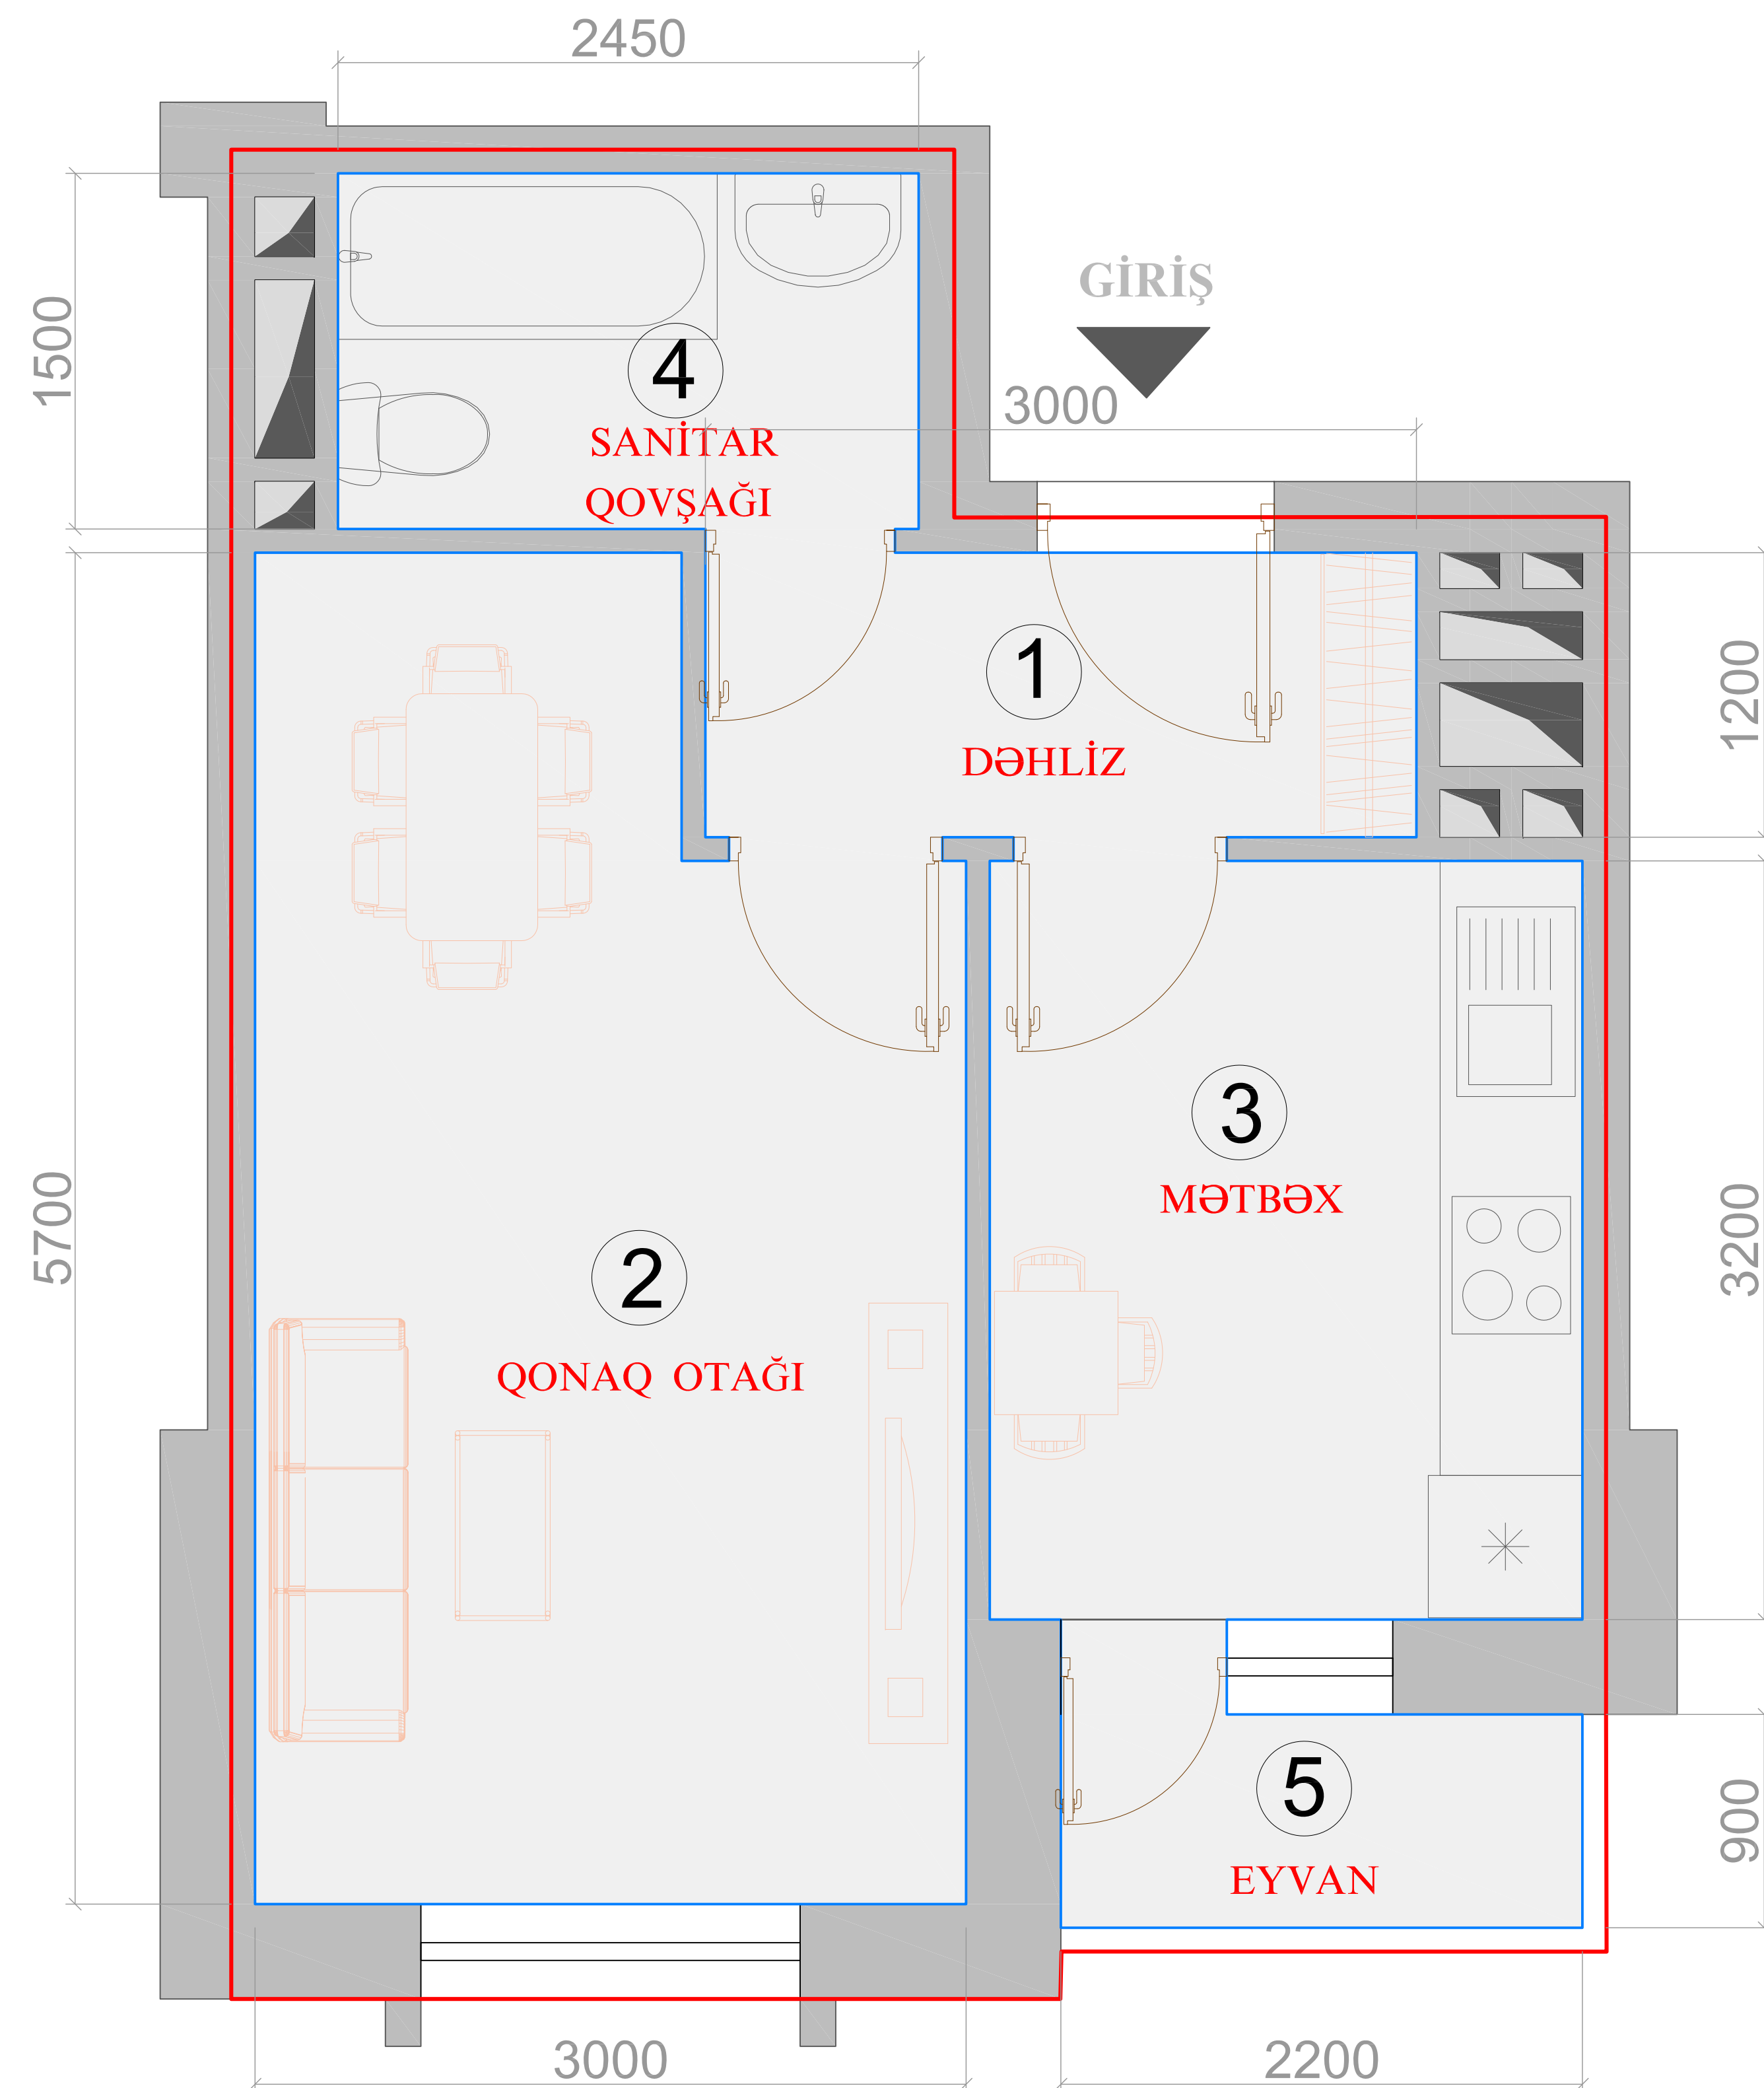 2450
GİRİŞ
1500
4
3000
SANİTAR
QOVŞAĞI
1
1200
DƏHLİZ
3
MƏTBƏX
5700
3200
2
QONAQ OTAĞI
5
900
EYVAN
3000
2200